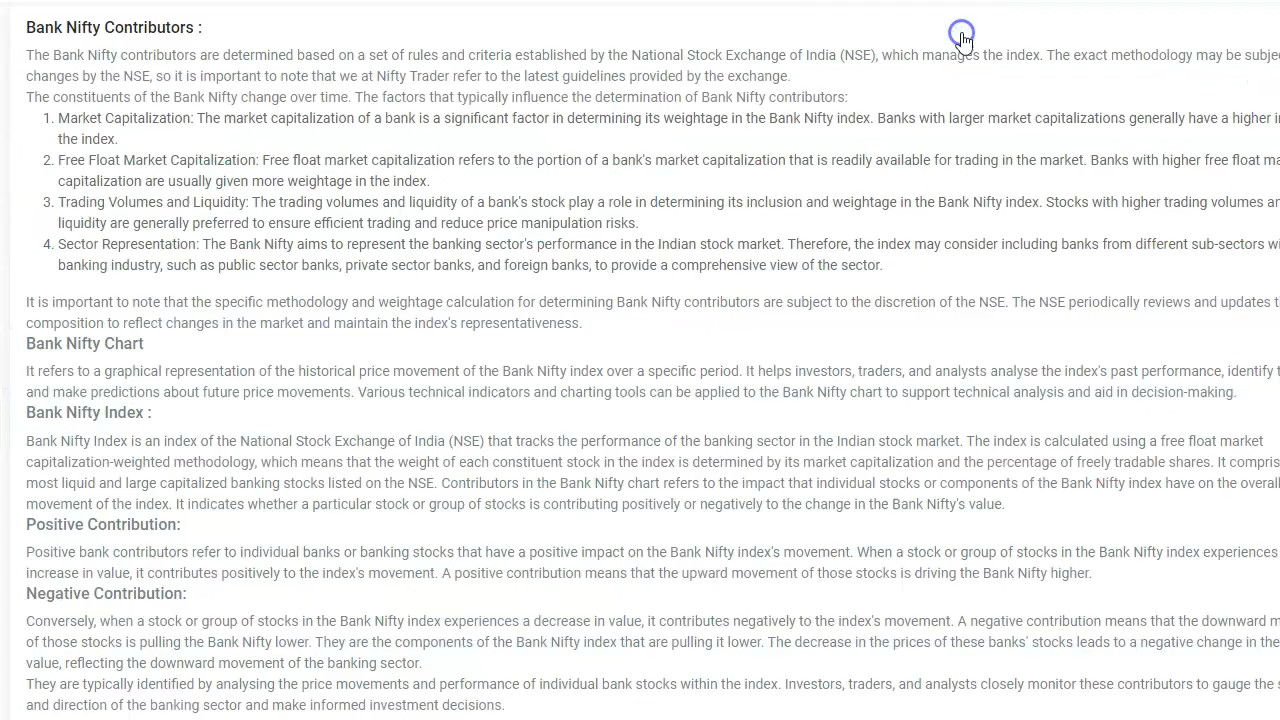 Bank Nifty Contributors :
The Bank Nifty contributors are determined based on a set of rules and criteria established by the National Stock Exchange of India (NSE), which manages the index. The exact methodology may be
changes by the NSE, so it is important to note that we at Nifty Trader refer to the latest guidelines provided by the exchange.
The constituents of the Bank Nifty change over time. The factors that typically influence the determination of Bank Nifty contributors:
1. Market Capitalization: The market capitalization of a bank is a significant factor in determining its weightage in the Bank Nifty index. Banks with larger market capitalizations generally have a higher
the index.
2. Free Float Market Capitalization: Free float market capitalization refers to the portion of a bank's market capitalization that is readily available for trading in the market. Banks with higher free float
capitalization are usually given more weightage in the index.
3. Trading Volumes and Liquidity: The trading volumes and liquidity of a bank's stock play a role in determining its inclusion and weightage in the Bank Nifty index. Stocks with higher trading volumes
liquidity are generally preferred to ensure efficient trading and reduce price manipulation risks.
4. Sector Representation: The Bank Nifty aims to represent the banking sector's performance in the Indian stock market. Therefore, the index may consider including banks from different sub-sectors
banking industry, such as public sector banks, private sector banks, and foreign banks, to provide a comprehensive view of the sector.
It is important to note that the specific methodology and weightage calculation for determining Bank Nifty contributors are subject to the discretion of the NSE. The NSE periodically reviews and updates
composition to reflect changes in the market and maintain the index's representativeness.
Bank Nifty Chart
It refers to a graphical representation of the historical price movement of the Bank Nifty index over a specific period. It helps investors, traders, and analysts analyse the index's past performance, identify
and make predictions about future price movements. Various technical indicators and charting tools can be applied to the Bank Nifty chart to support technical analysis and aid in decision-making.
Bank Nifty Index :
Bank Nifty Index is an index of the National Stock Exchange of India (NSE) that tracks the performance of the banking sector in the Indian stock market. The index is calculated using a free float market
capitalization-weighted methodology, which means that the weight of each constituent stock in the index is determined by its market capitalization and the percentage of freely tradable shares. It
most liquid and large capitalized banking stocks listed on the NSE. Contributors in the Bank Nifty chart refers to the impact that individual stocks or components of the Bank Nifty index have on the overall
movement of the index. It indicates whether a particular stock or group of stocks is contributing positively or negatively to the change in the Bank Nifty's value.
Positive Contribution:
Positive bank contributors refer to individual banks or banking stocks that have a positive impact on the Bank Nifty index's movement. When a stock or group of stocks in the Bank Nifty index experiences
increase in value, it contributes positively to the index's movement. A positive contribution means that the upward movement of those stocks is driving the Bank Nifty higher.
Negative Contribution:
Conversely, when a stock or group of stocks in the Bank Nifty index experiences a decrease in value, it contributes negatively to the index's movement. A negative contribution means that the downward
of those stocks is pulling the Bank Nifty lower. They are the components of the Bank Nifty index that are pulling it lower. The decrease in the prices of these banks' stocks leads to a negative change in the
value, reflecting the downward movement of the banking sector.
They are typically identified by analysing the price movements and performance of individual bank stocks within the index. Investors, traders, and analysts closely monitor these contributors to gauge the
and direction of the banking sector and make informed investment decisions.